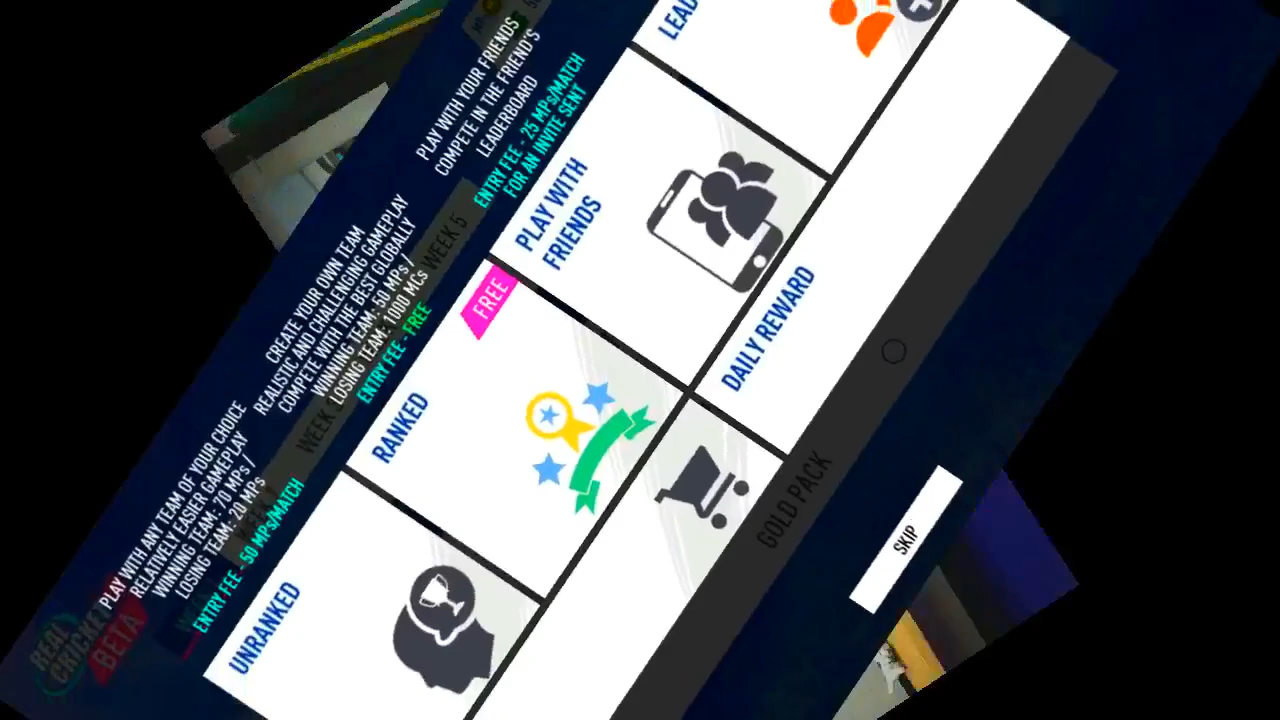 PLAY WITH ANY TEAM OF YOUR CHOICE
RELATIVELY EASIER GAMEPLAY
WINNING TEAM: 70 MPs /
LOSING TEAM: 20 MPs
ENTRY FEE - 50 MPs/MATCH
UNRANKED
CREATE YOUR OWN TEAM
REALISTIC AND CHALLENGING GAMEPLAY
COMPETE WITH THE BEST GLOBALLY
WINNING TEAM: 50 MPs /
LOSING TEAM: 1000 MCs
ENTRY FEE - FREE
FREE
RANKED
PLAY WITH YOUR FRIENDS
COMPETE IN THE FRIEND'S
LEADERBOARD
ENTRY FEE - 25 MPs/MATCH
FOR AN INVITE SENT
PLAY WITH
FRIENDS
WEEK 5
WEEK
DAILY REWARD
GOLD PACK
SKIP
REAL
CRICKET
BETA